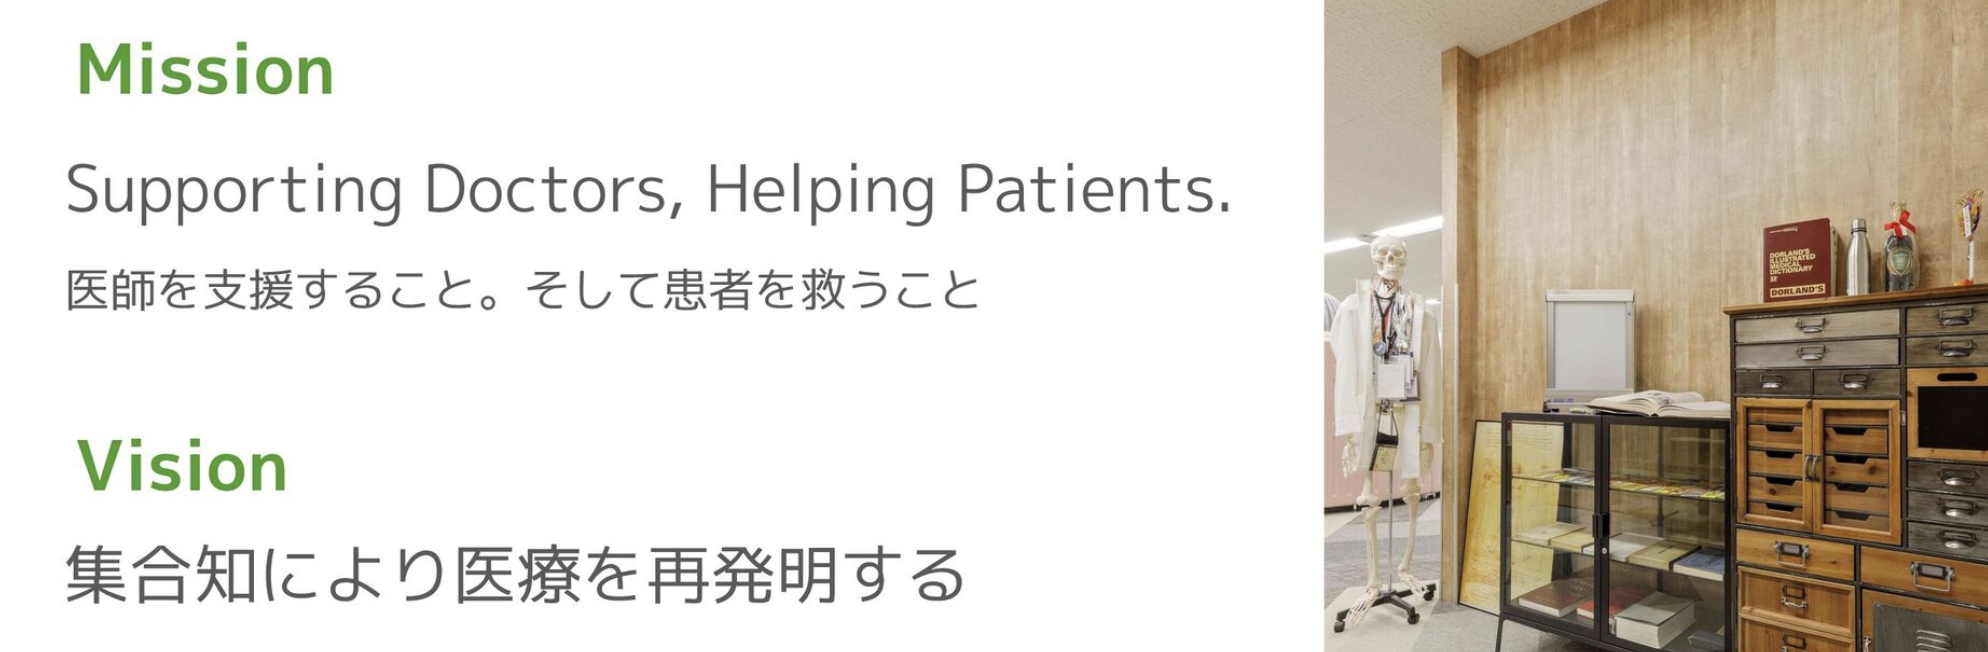 Mission
Supporting Doctors, Helping Patients.
医師を支援すること。そして患者を救うこと
Vision
集合知により医療を再発明する
DORLAND'S
ILLUSTRATED
MEDICAL
DICTIONARY
DORLAND'S